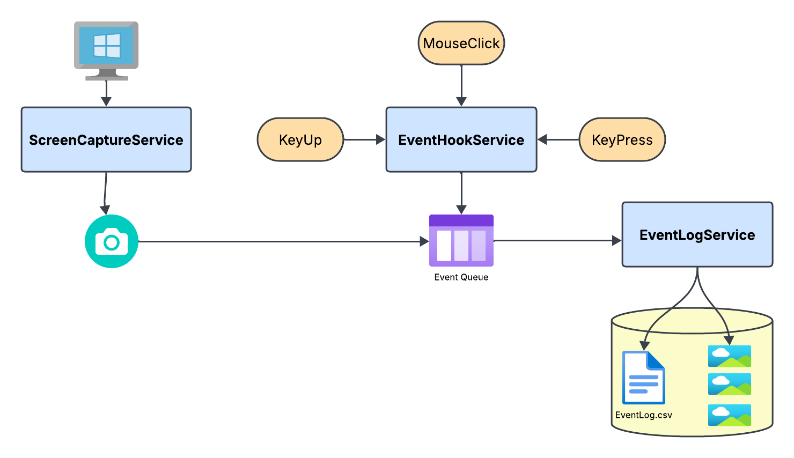 MouseClick
ScreenCaptureService
KeyUp
EventHookService
KeyPress
EventLogService
Event Queue
EventLog.csv